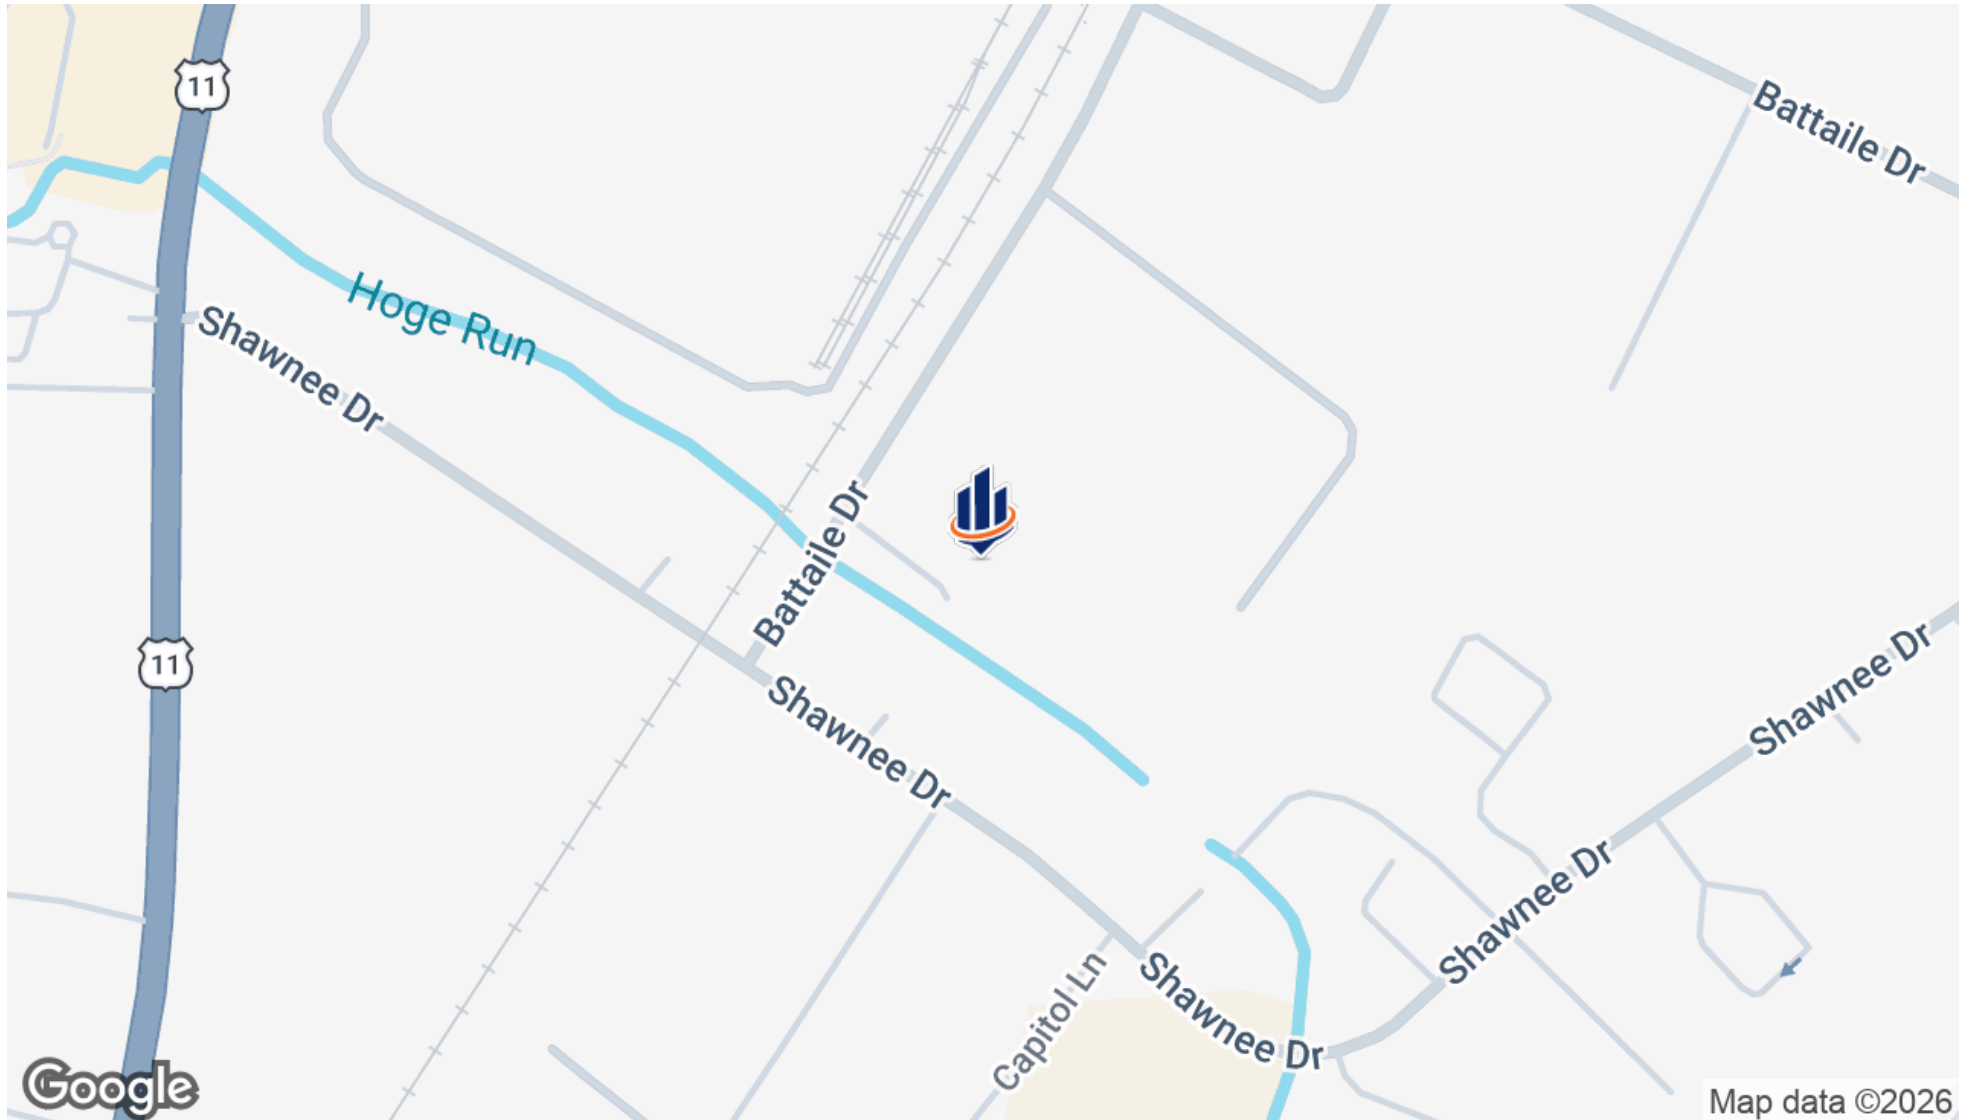 11
Battaile Dr
Hoge Run
Shawnee Dr
Battaile Dr
11
Shawnee Dr
Shawnee Dr
Shawnee Dr
Capitol Ln
Shawnee Dr
Google
Map data ©2026